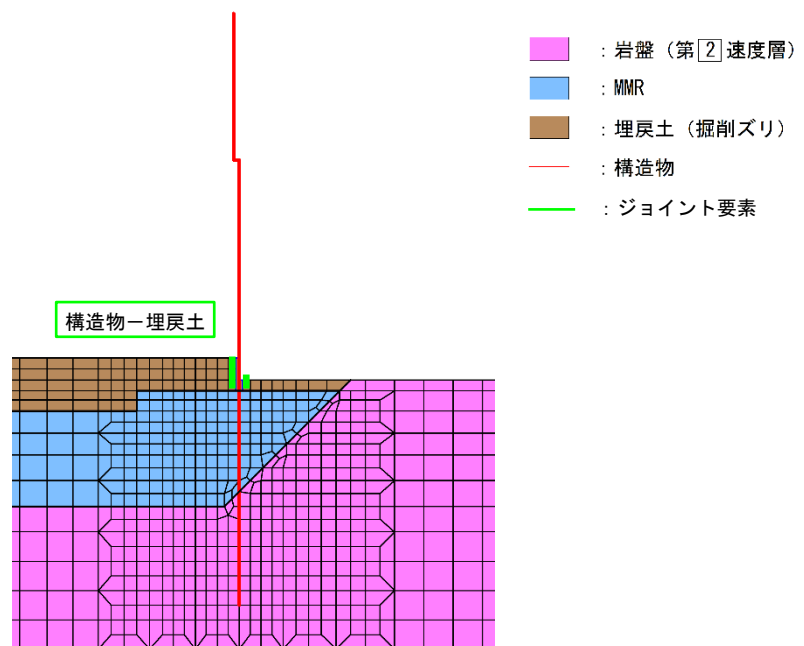 ：岩盤（第2速度層）
：MMR
：埋戻土（掘削ズリ）
：構造物
：ジョイント要素
構造物－埋戻土